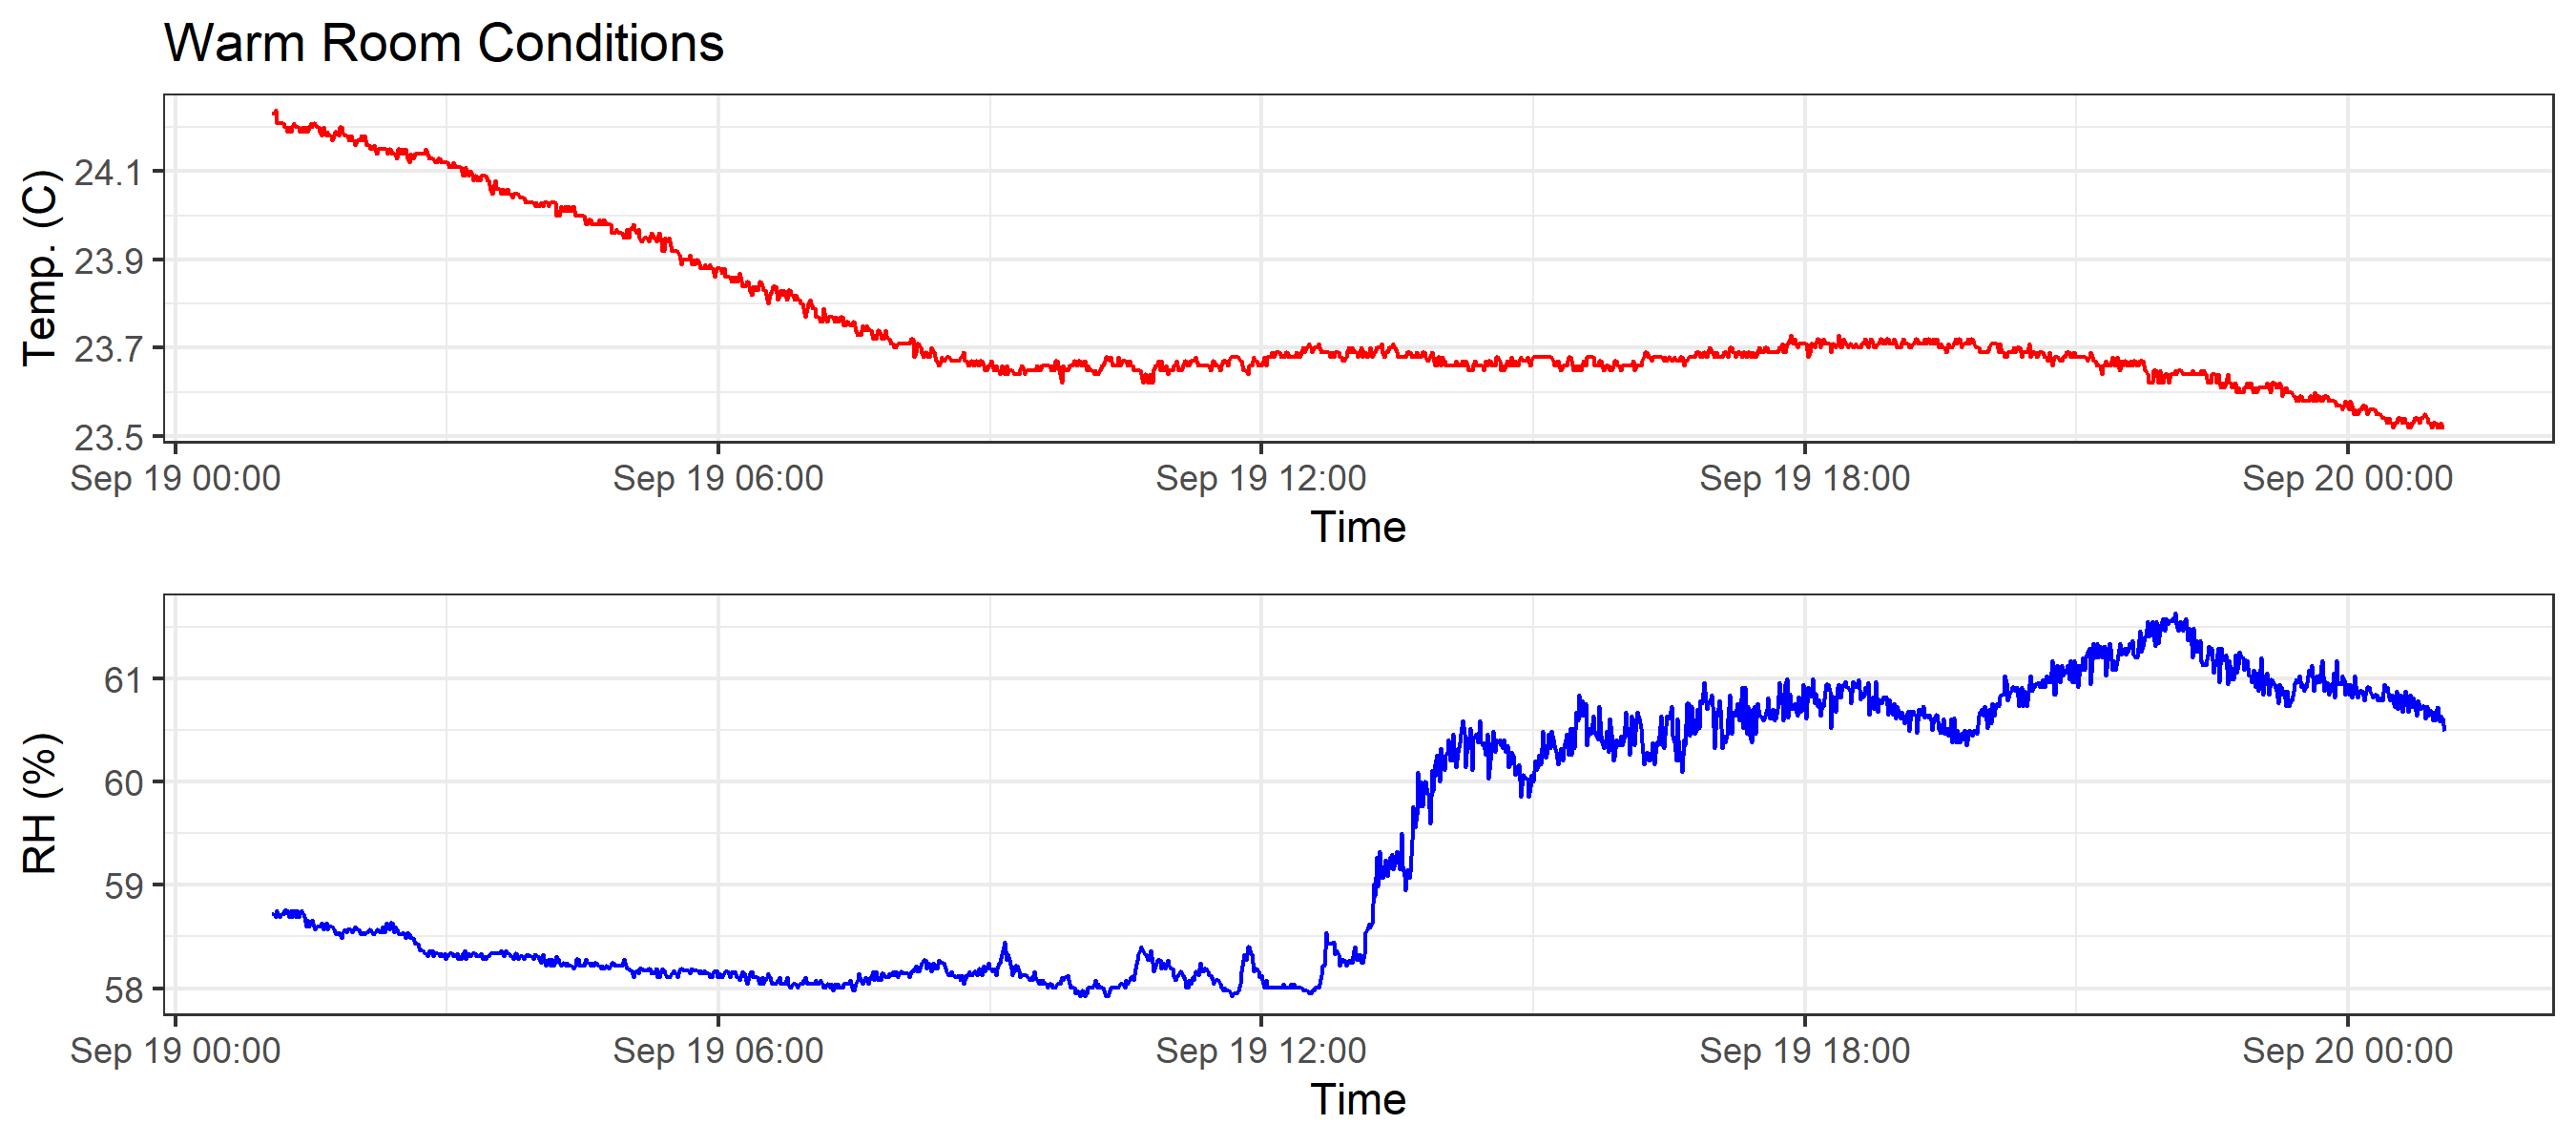 Warm Room Conditions
Temp. (C)
24.1
23.9
23.7
23.5
Sep 19 00:00 Sep 19 06:00 Sep 19 12:00 Sep 19 18:00 Sep 20 00:00
Time
RH (%)
61
60
59
58
Sep 19 00:00 Sep 19 06:00 Sep 19 12:00 Sep 19 18:00 Sep 20 00:00
Time